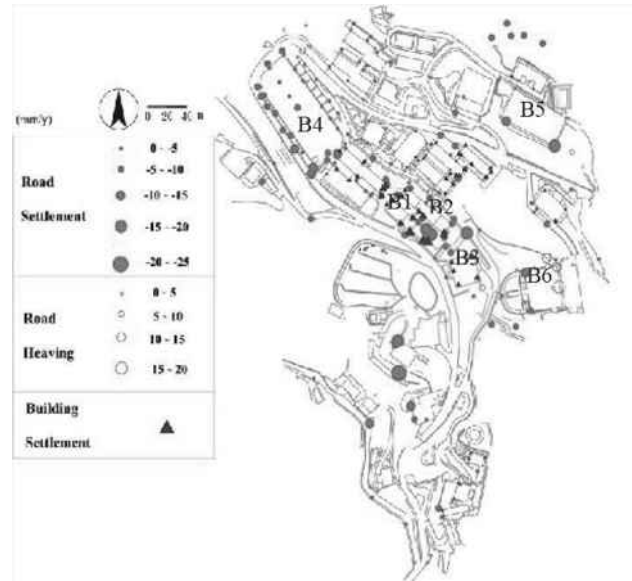 (mm/y)
0 20 40 m
Road
Settlement
0 - -5
-5 - -10
-10 - -15
-15 - -20
-20 - -25
Road
Heaving
0 - 5
5 - 10
10 - 15
15 - 20
Building
Settlement
B5
B4
B1
B2
B3
B6